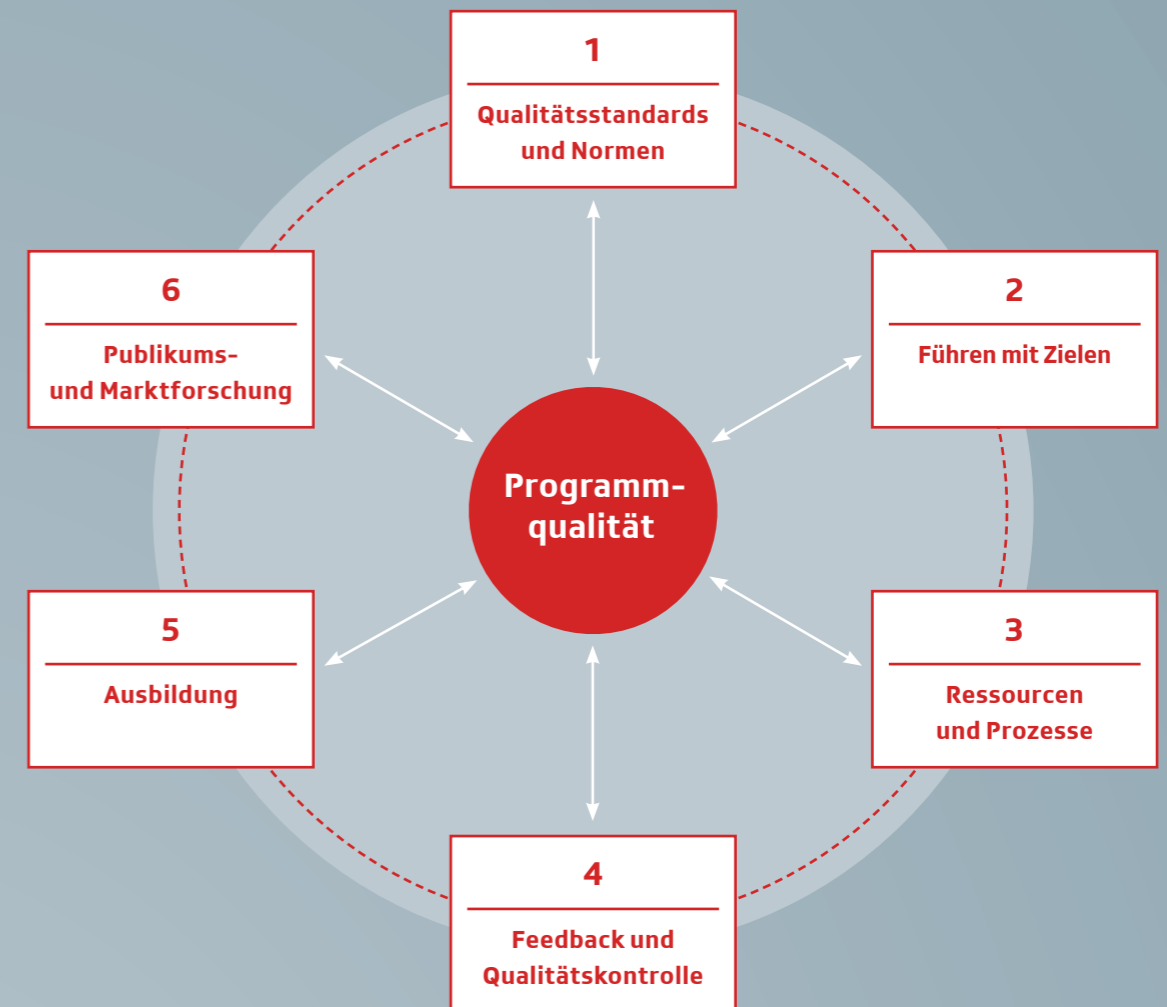 1
Qualitätsstandards
und Normen
2
Führen mit Zielen
3
Ressourcen
und Prozesse
4
Feedback und
Qualitätskontrolle
5
Ausbildung
6
Publikums-
und Marktforschung
Programm-
qualität